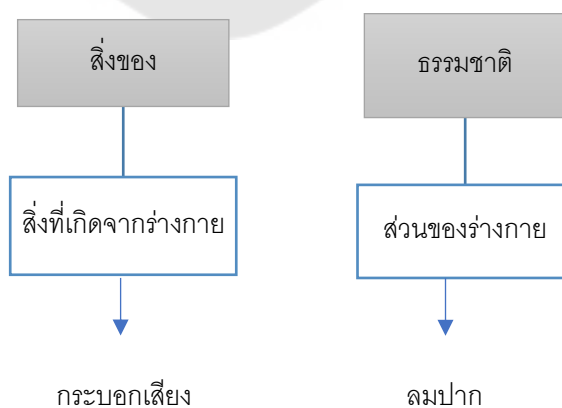 สิ่งของ
ธรรมชาติ
สิ่งที่เกิดจากร่างกาย
ส่วนของร่างกาย
กระบอกเสียง
ลมปาก